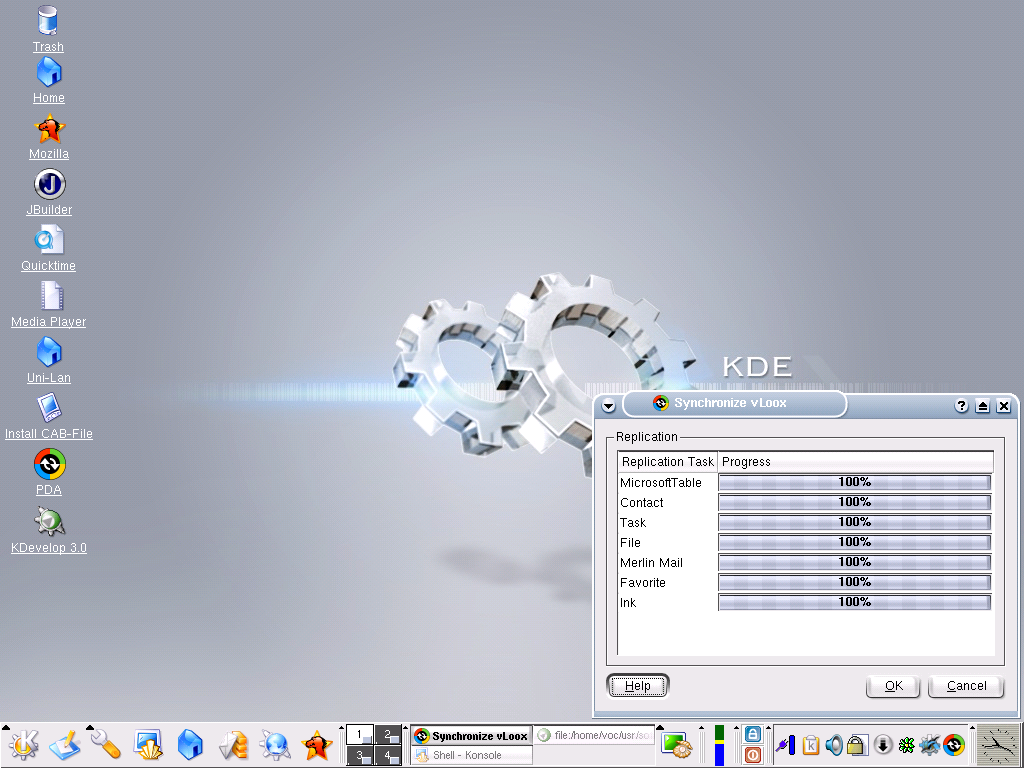 Trash
Home
Mozilla
JBuilder
Quicktime
Media Player
Uni-Lan
Install CAB-File
PDA
KDevelop 3.0
KDE
Synchronize vLoox
Replication
Replication Task Progress
MicrosoftTable 100%
Contact 100%
Task 100%
File 100%
Merlin Mail 100%
Favorite 100%
Ink 100%
Help OK Cancel
1 2 Synchronize vLoox file:/home/voc/usr/so
3 4 Shell - Konsole